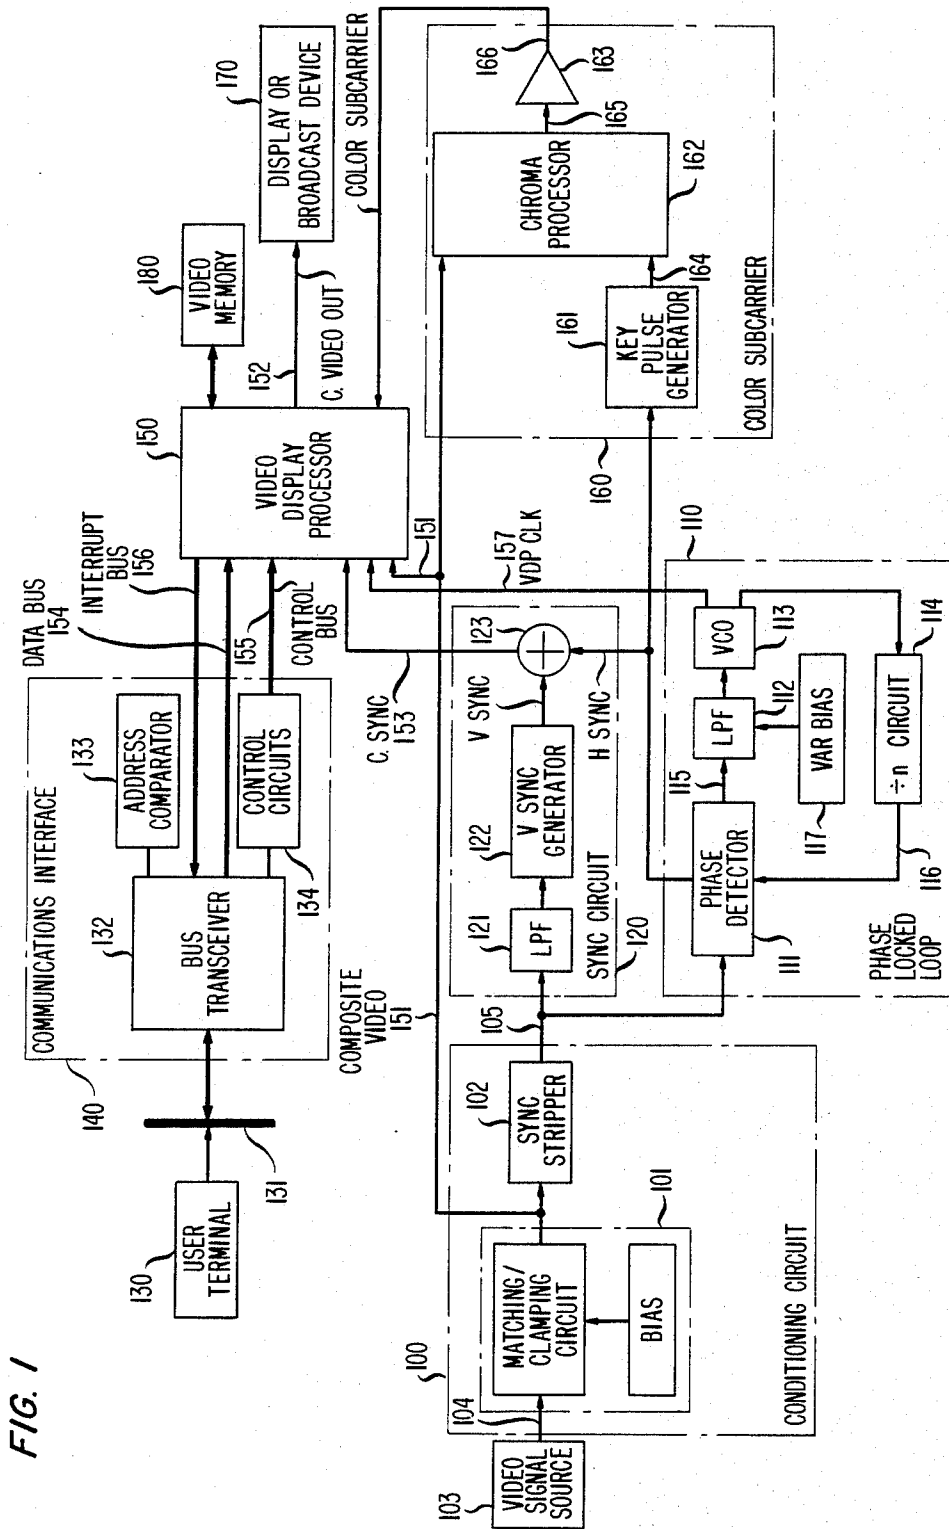 FIG. 1
130
USER
TERMINAL
131
140
COMMUNICATIONS INTERFACE
132
BUS
TRANSCEIVER
133
ADDRESS
COMPARATOR
CONTROL
CIRCUITS
134
DATA BUS
154
INTERRUPT
BUS
156
155
CONTROL
BUS
150
VIDEO
DISPLAY
PROCESSOR
180
VIDEO
MEMORY
152
C. VIDEO OUT
170
DISPLAY OR
BROADCAST DEVICE
COLOR SUBCARRIER
COMPOSITE
VIDEO
151
C. SYNC
153
151
157
VDP CLK
103
VIDEO
SIGNAL
SOURCE
104
100
MATCHING/
CLAMPING
CIRCUIT
BIAS
101
102
SYNC
STRIPPER
CONDITIONING CIRCUIT
105
121
LPF
122
V SYNC
GENERATOR
V SYNC
123
H SYNC
SYNC CIRCUIT
120
PHASE
DETECTOR
111
115
LPF
112
VCO
113
110
VAR BIAS
117
÷n CIRCUIT
114
116
PHASE
LOCKED
LOOP
160
161
KEY
PULSE
GENERATOR
164
CHROMA
PROCESSOR
162
165
166
163
COLOR SUBCARRIER